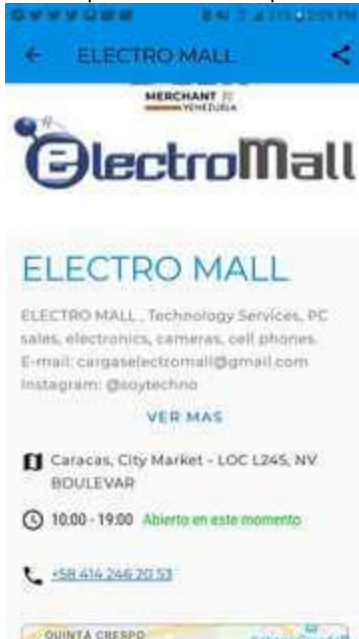 ELECTRO MALL
MERCHANT
VENEZUELA
ElectroMall
ELECTRO MALL
ELECTRO MALL , Technology Services, PC
sales, electronics, cameras, cell phones.
E-mail: cargaselectromall@gmail.com
Instagram: @soytechno
VER MAS
Caracas, City Market - LOC L245, NV
BOULEVAR
10:00 - 19:00 Abierto en este momento
+58 414 246 70 53
QUINTA CRESPO